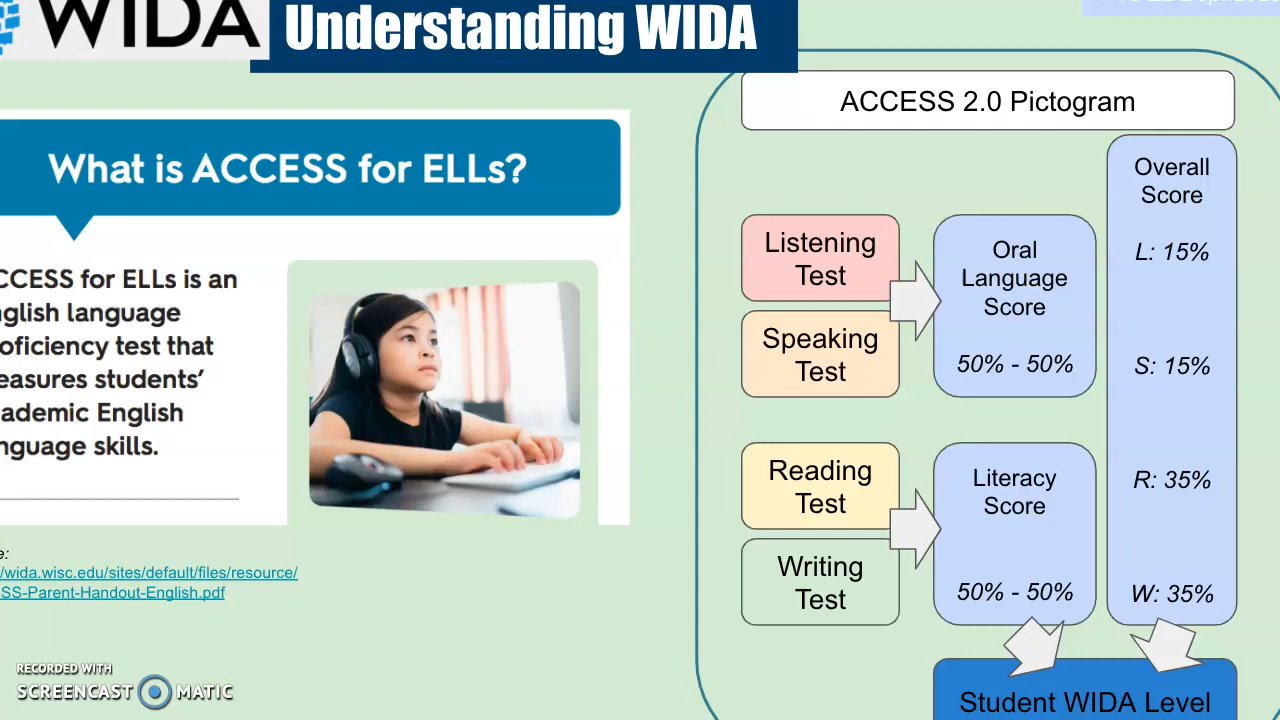 WIDA
Understanding WIDA
ACCESS 2.0 Pictogram
What is ACCESS for ELLs?
CCESS for ELLs is an
glish language
oficiency test that
easures students’
ademic English
nguage skills.
e:
/wida.wisc.edu/sites/default/files/resource/
SS-Parent-Handout-English.pdf
Listening
Test
Speaking
Test
Oral
Language
Score
50% - 50%
Reading
Test
Writing
Test
Literacy
Score
50% - 50%
Overall
Score
L: 15%
S: 15%
R: 35%
W: 35%
Student WIDA Level
RECORDED WITH
SCREENCAST MATIC